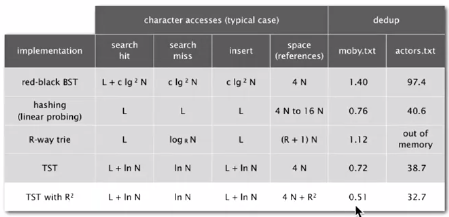 character accesses (typical case) dedup
implementation search hit search miss insert space (references) moby.txt actors.txt
red-black BST L + c lg ² N c lg ² N c lg ² N 4 N 1.40 97.4
hashing (linear probing) L L L 4 N to 16 N 0.76 40.6
R-way trie L log R N L (R + 1) N 1.12 out of memory
TST L + ln N ln N L + ln N 4 N 0.72 38.7
TST with R² L + ln N ln N L + ln N 4 N + R² 0.51 32.7